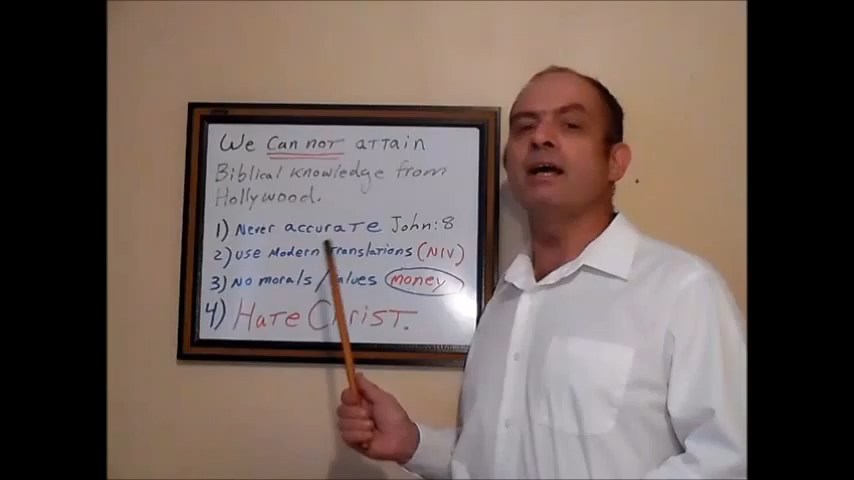 We Can not attain
Biblical knowledge from
Hollywood.
1) Never accurate John:8
2) Use Modern Translations (NIV)
3) No morals/values money
4) Hate Christ.